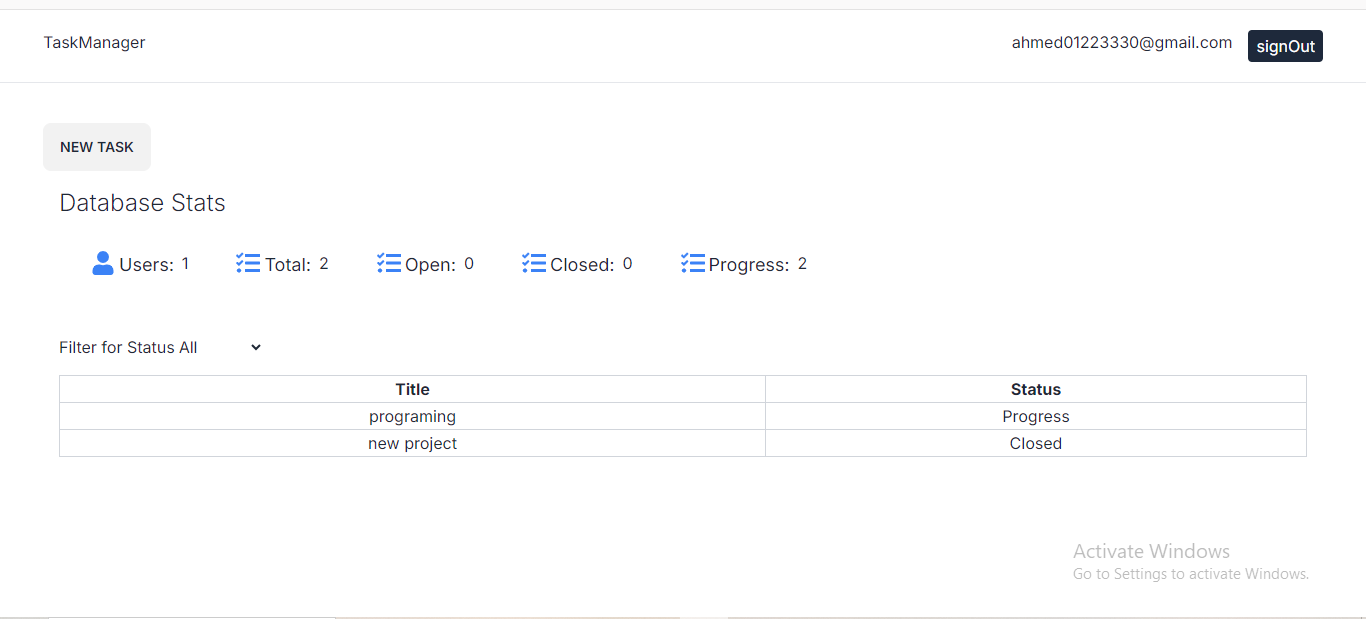 TaskManager
ahmed01223330@gmail.com
signOut
NEW TASK
Database Stats
Users: 1 Total: 2 Open: 0 Closed: 0 Progress: 2
Filter for Status All
Title Status
programing Progress
new project Closed
Activate Windows
Go to Settings to activate Windows.